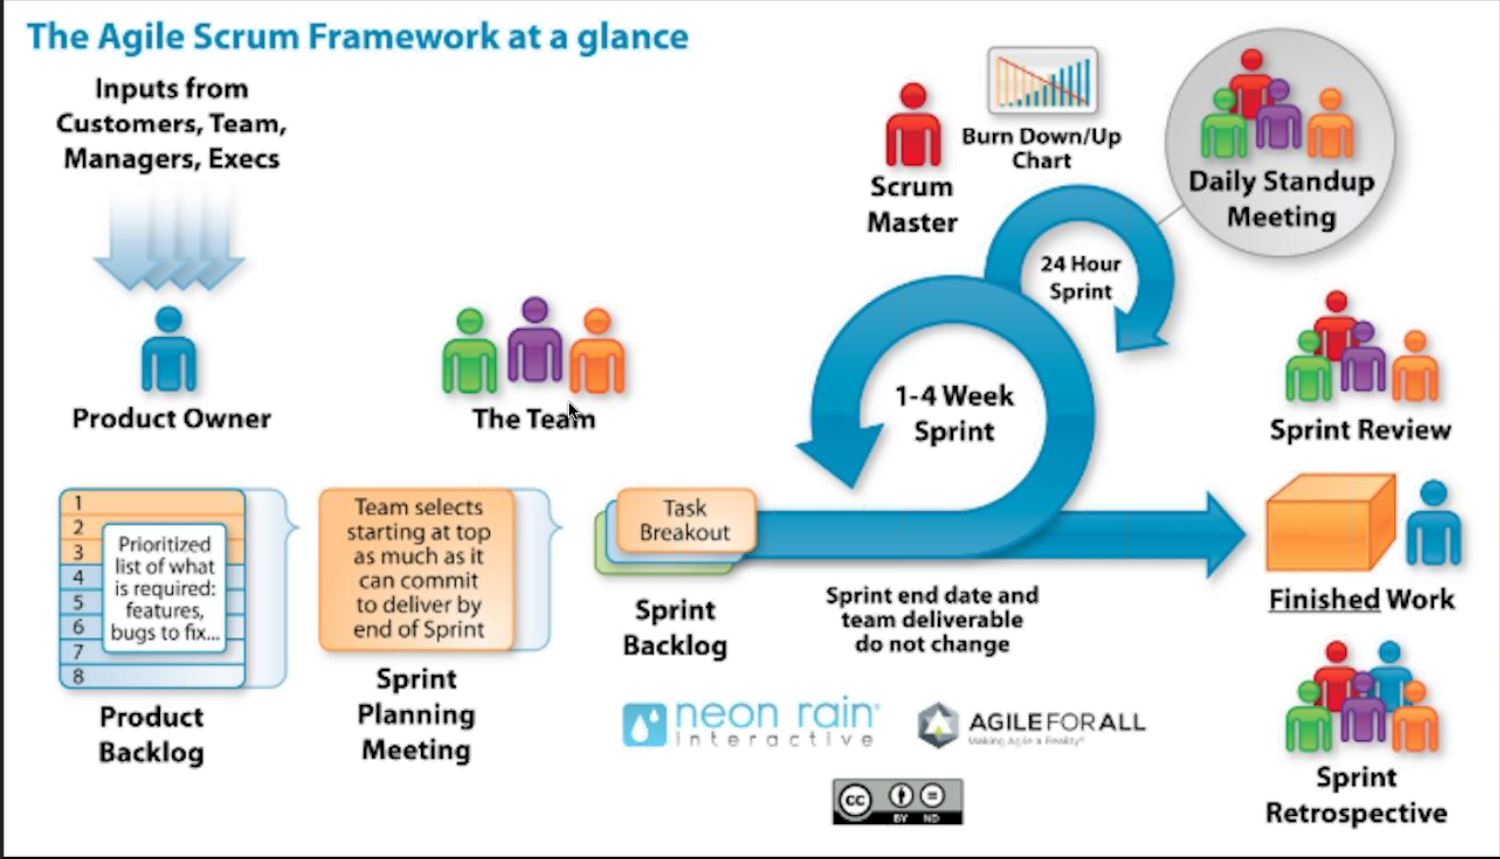 The Agile Scrum Framework at a glance
Inputs from
Customers, Team,
Managers, Execs
Product Owner
The Team
Scrum
Master
Burn Down/Up
Chart
Daily Standup
Meeting
24 Hour
Sprint
1-4 Week
Sprint
Sprint Review
1
2
3
4
5
6
7
8
Prioritized
list of what
is required:
features,
bugs to fix...
Product
Backlog
Team selects
starting at top
as much as it
can commit
to deliver by
end of Sprint
Sprint
Planning
Meeting
Task
Breakout
Sprint
Backlog
Sprint end date and
team deliverable
do not change
Finished Work
neon rain
interactive
AGILEFORALL
Making Agile a Reality®
cc
BY ND
Sprint
Retrospective